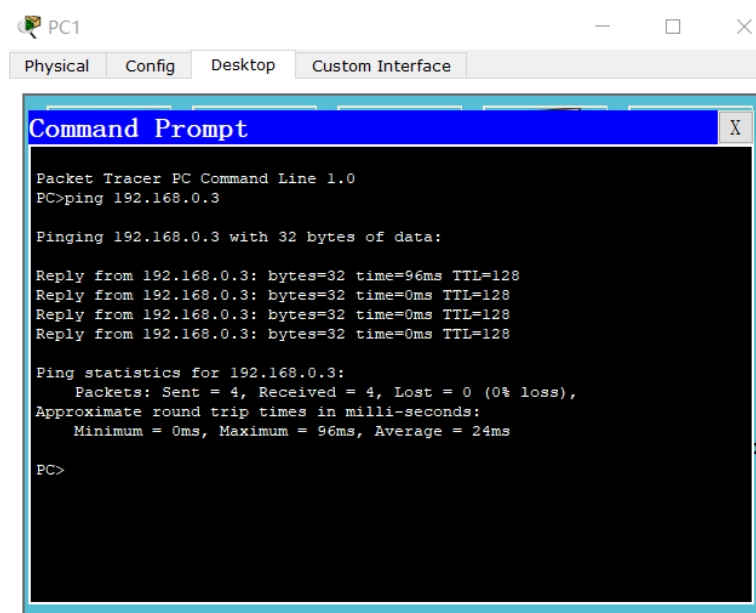 PC1
Physical Config Desktop Custom Interface
Command Prompt X
Packet Tracer PC Command Line 1.0
PC>ping 192.168.0.3
Pinging 192.168.0.3 with 32 bytes of data:
Reply from 192.168.0.3: bytes=32 time=96ms TTL=128
Reply from 192.168.0.3: bytes=32 time=0ms TTL=128
Reply from 192.168.0.3: bytes=32 time=0ms TTL=128
Reply from 192.168.0.3: bytes=32 time=0ms TTL=128
Ping statistics for 192.168.0.3:
Packets: Sent = 4, Received = 4, Lost = 0 (0% loss),
Approximate round trip times in milli-seconds:
Minimum = 0ms, Maximum = 96ms, Average = 24ms
PC>